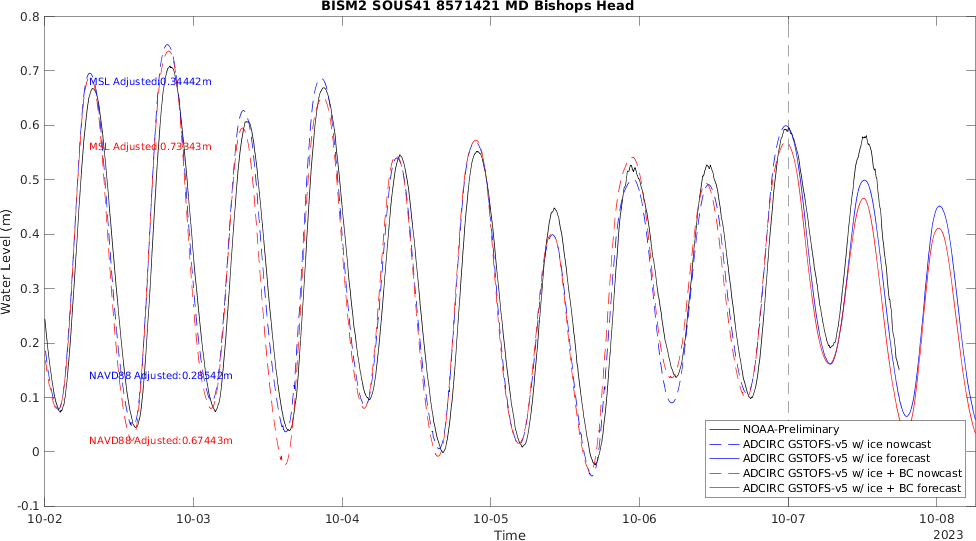 BISM2 SOUS41 8571421 MD Bishops Head
0.8
0.7
0.6
0.5
0.4
0.3
0.2
0.1
0
-0.1
Water Level (m)
MSL Adjusted:0.34442m
MSL Adjusted:0.73343m
NAVD88 Adjusted:0.28542m
NAVD88 Adjusted:0.67443m
NOAA-Preliminary
ADCIRC GSTOFS-v5 w/ ice nowcast
ADCIRC GSTOFS-v5 w/ ice forecast
ADCIRC GSTOFS-v5 w/ ice + BC nowcast
ADCIRC GSTOFS-v5 w/ ice + BC forecast
10-02 10-03 10-04 10-05 10-06 10-07 10-08
Time
2023